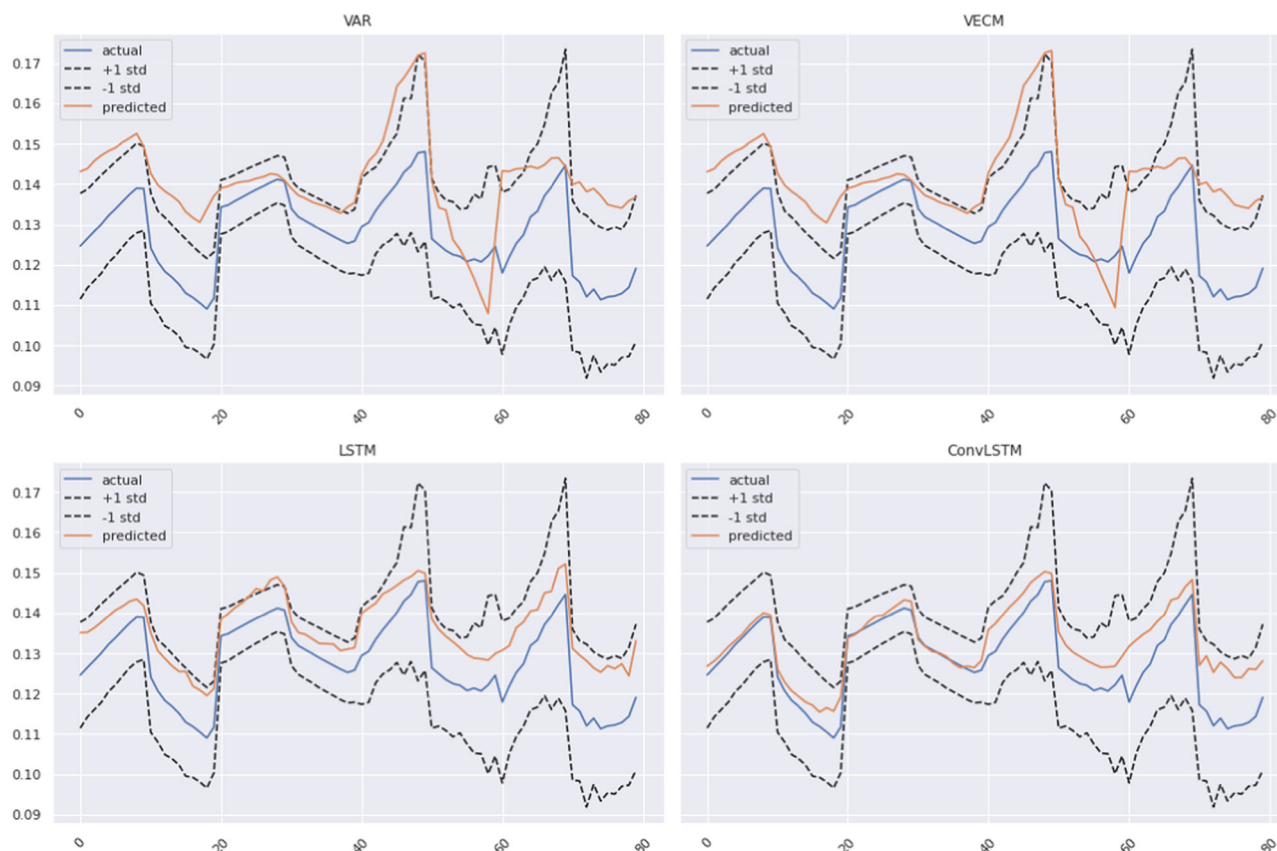 VAR
actual
+1 std
-1 std
predicted
0.17
0.16
0.15
0.14
0.13
0.12
0.11
0.10
0.09
0
20
40
60
80
VECM
actual
+1 std
-1 std
predicted
0
20
40
60
80
LSTM
actual
+1 std
-1 std
predicted
0.17
0.16
0.15
0.14
0.13
0.12
0.11
0.10
0.09
0
20
40
60
80
ConvLSTM
actual
+1 std
-1 std
predicted
0
20
40
60
80